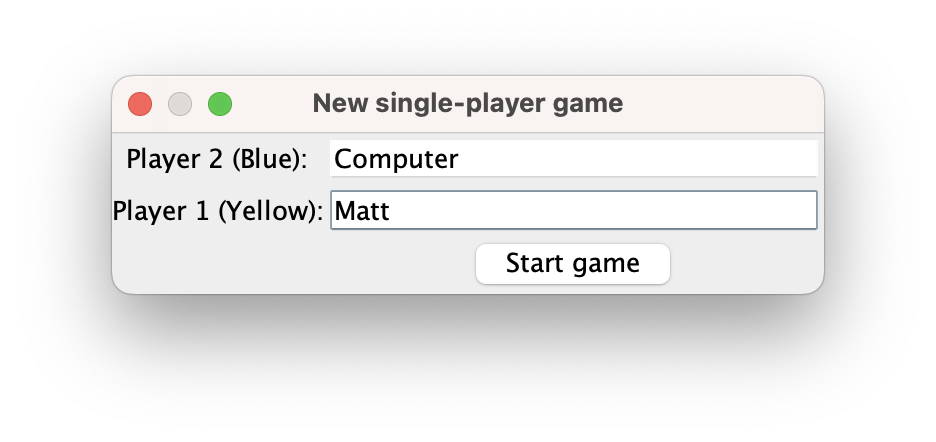 New single-player game
Player 2 (Blue): Computer
Player 1 (Yellow): Matt
Start game